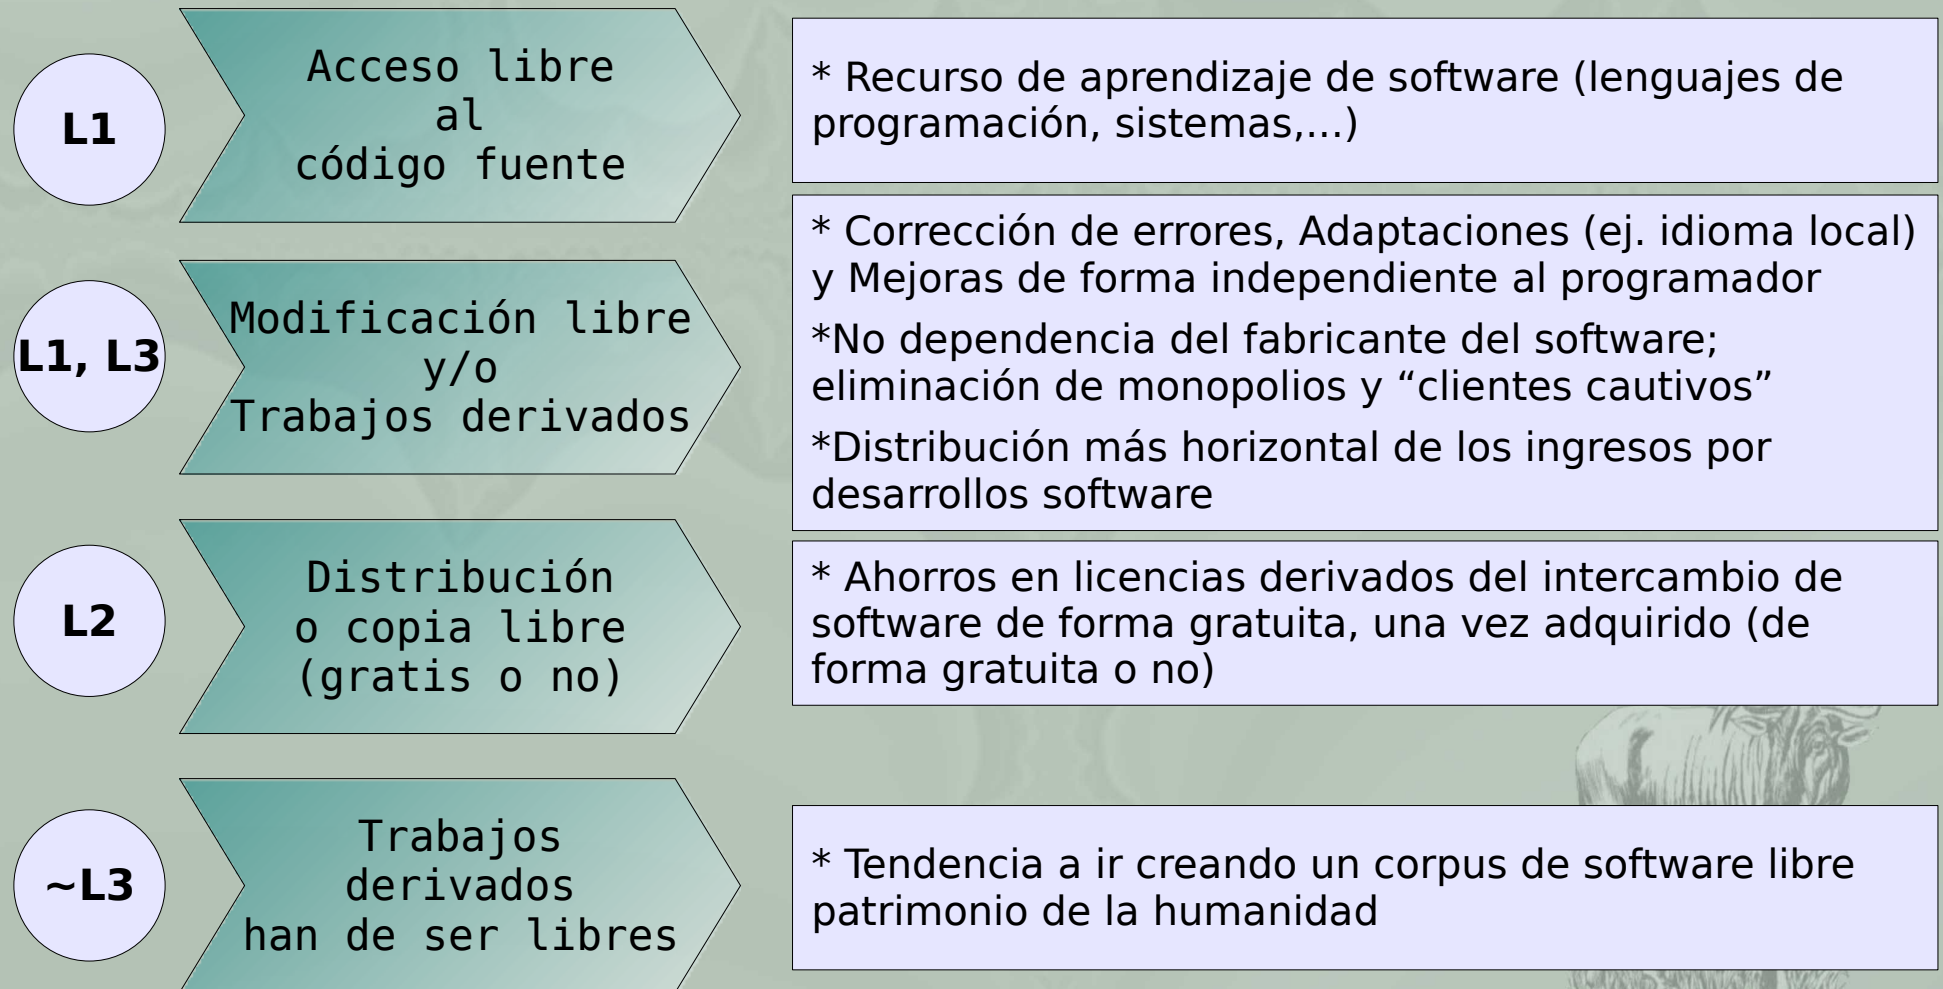 L1
Acceso libre
al
código fuente
* Recurso de aprendizaje de software (lenguajes de
programación, sistemas,...)
L1, L3
Modificación libre
y/o
Trabajos derivados
* Corrección de errores, Adaptaciones (ej. idioma local)
y Mejoras de forma independiente al programador
*No dependencia del fabricante del software;
eliminación de monopolios y “clientes cautivos”
*Distribución más horizontal de los ingresos por
desarrollos software
L2
Distribución
o copia libre
(gratis o no)
* Ahorros en licencias derivados del intercambio de
software de forma gratuita, una vez adquirido (de
forma gratuita o no)
~L3
Trabajos
derivados
han de ser libres
* Tendencia a ir creando un corpus de software libre
patrimonio de la humanidad